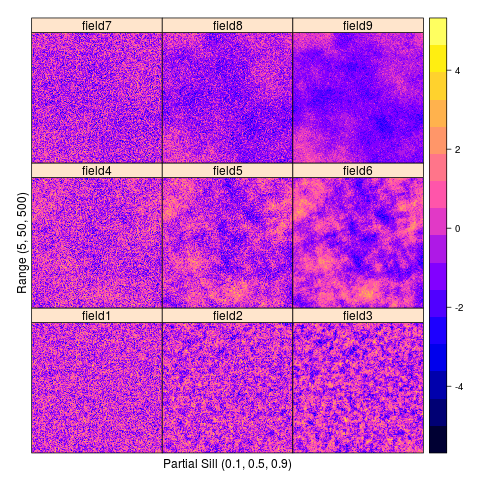 field7 field8 field9
field4 field5 field6
field1 field2 field3
Range (5, 50, 500)
Partial Sill (0.1, 0.5, 0.9)
4
2
0
-2
-4